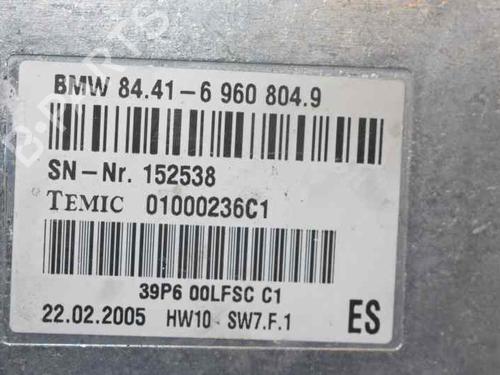 BMW 84.41-6 960 804.9
SN-Nr. 152538
TEMIC 01000236C1
39P6 00LFSC C1
22.02.2005 HW10 - SW7.F.1 ES
B-PARTS